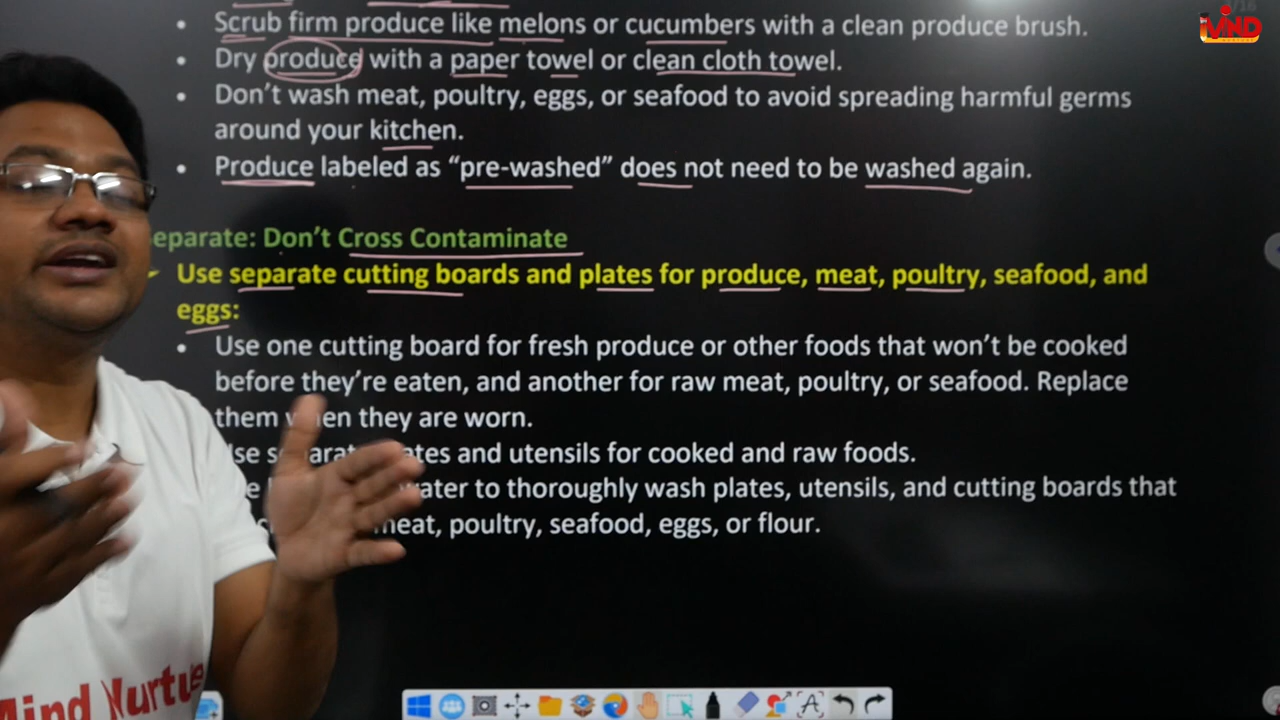 iMND
Scrub firm produce like melons or cucumbers with a clean produce brush.
Dry produce with a paper towel or clean cloth towel.
Don’t wash meat, poultry, eggs, or seafood to avoid spreading harmful germs
around your kitchen.
Produce labeled as “pre-washed” does not need to be washed again.
eparate: Don’t Cross Contaminate
Use separate cutting boards and plates for produce, meat, poultry, seafood, and
eggs:
Use one cutting board for fresh produce or other foods that won’t be cooked
before they’re eaten, and another for raw meat, poultry, or seafood. Replace
them when they are worn.
and utensils for cooked and raw foods.
water to thoroughly wash plates, utensils, and cutting boards that
meat, poultry, seafood, eggs, or flour.
Mind Nurtu